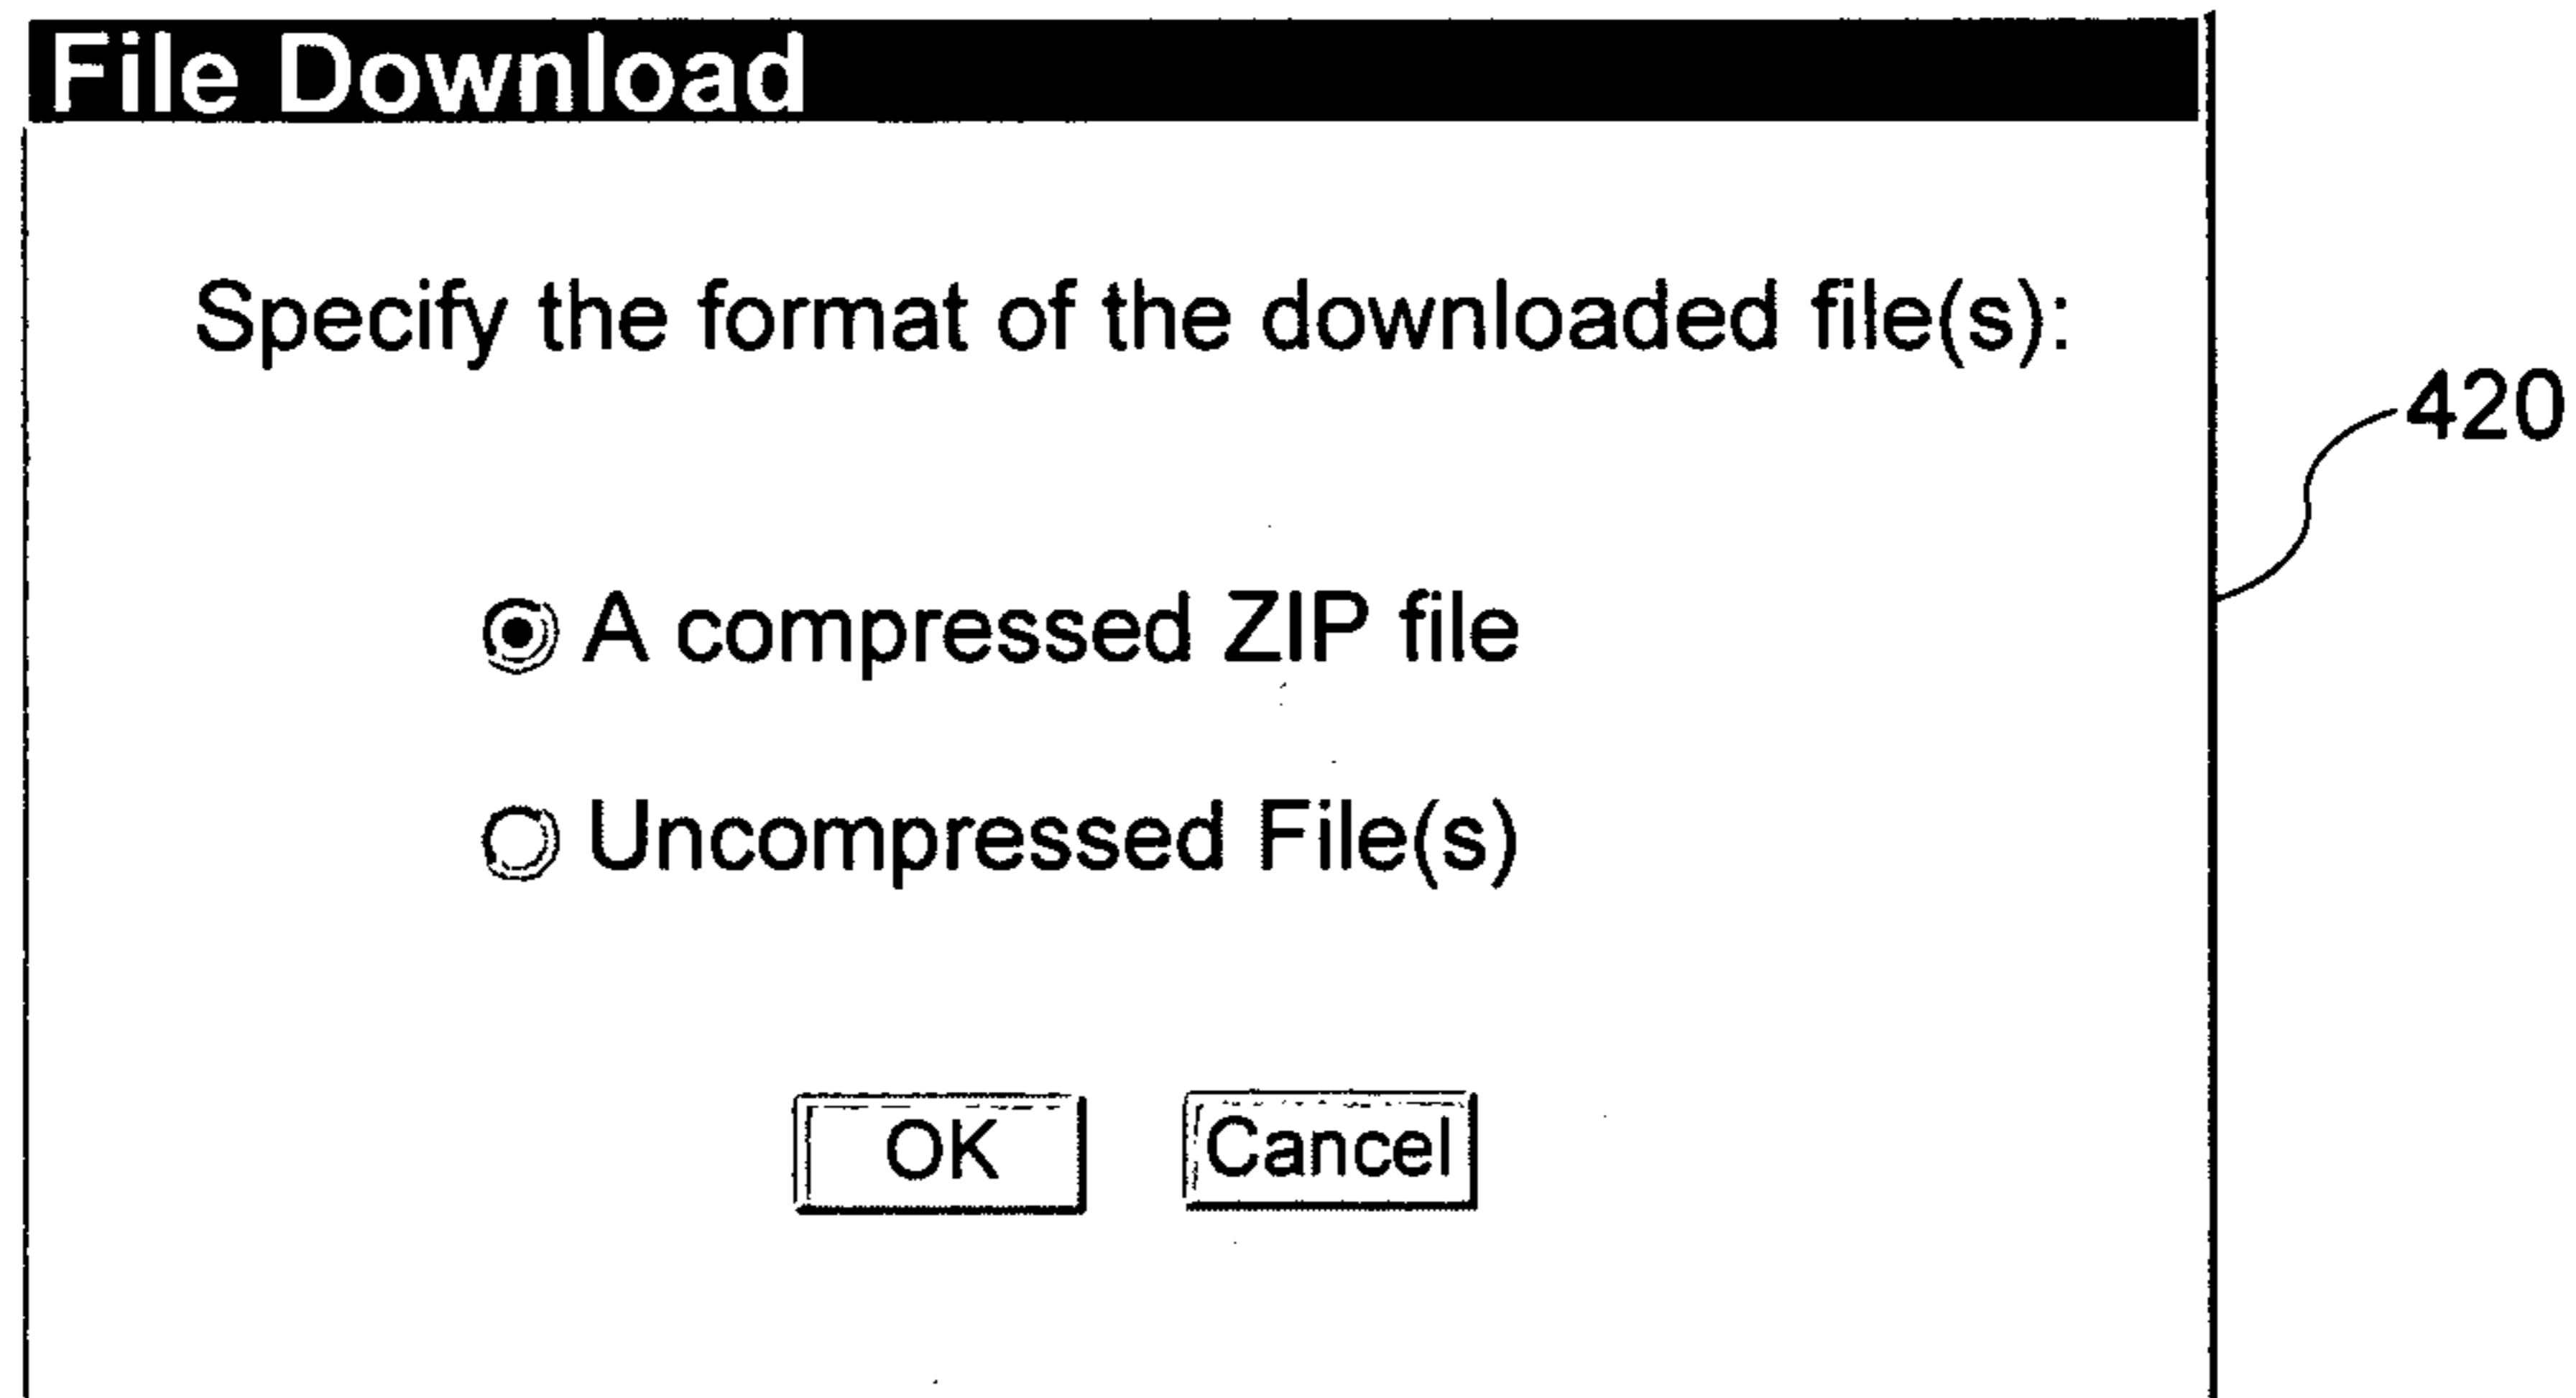 File Download
Specify the format of the downloaded file(s):
420
A compressed ZIP file
Uncompressed File(s)
OK Cancel